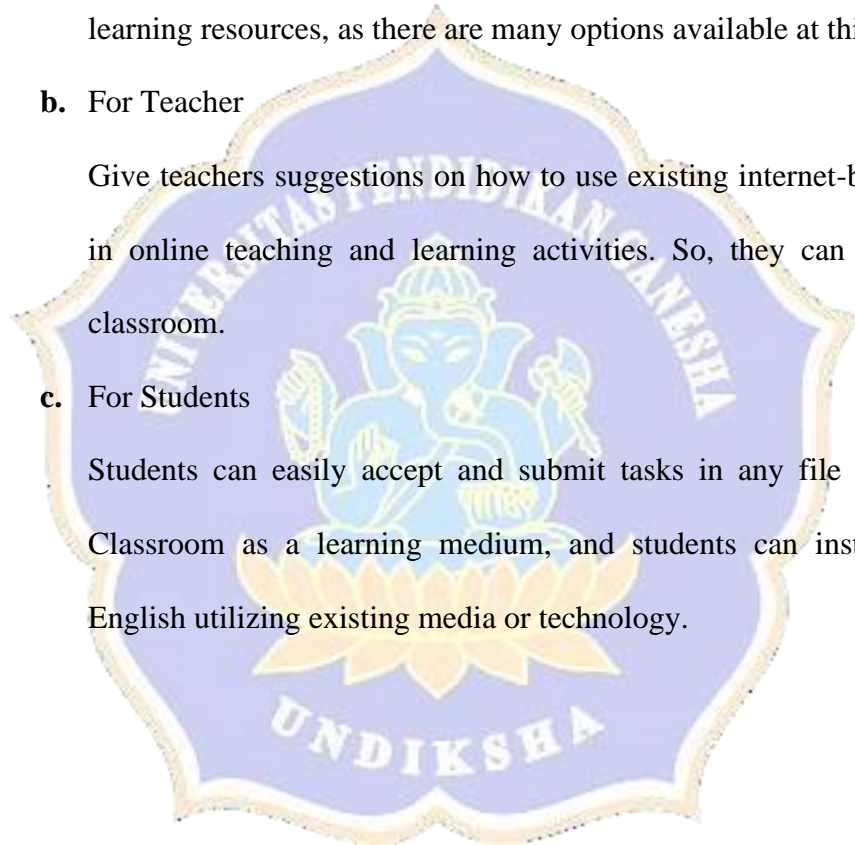 learning resources, as there are many options available at thi
b. For Teacher
Give teachers suggestions on how to use existing internet-b
in online teaching and learning activities. So, they can
classroom.
c. For Students
Students can easily accept and submit tasks in any file
Classroom as a learning medium, and students can inst
English utilizing existing media or technology.
UNIVERSITAS PENDIDIKAN GANESHA
UNDIKSHA